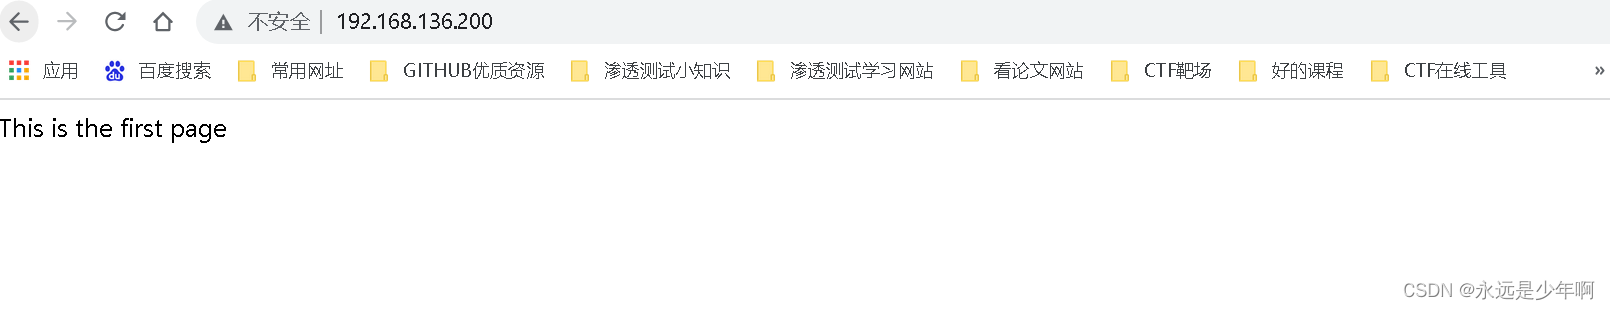 不安全 | 192.168.136.200
应用 百度搜索 常用网址 GITHUB优质资源 渗透测试小知识 渗透测试学习网站 看论文网站 CTF靶场 好的课程 CTF在线工具 »
This is the first page
CSDN @永远是少年啊